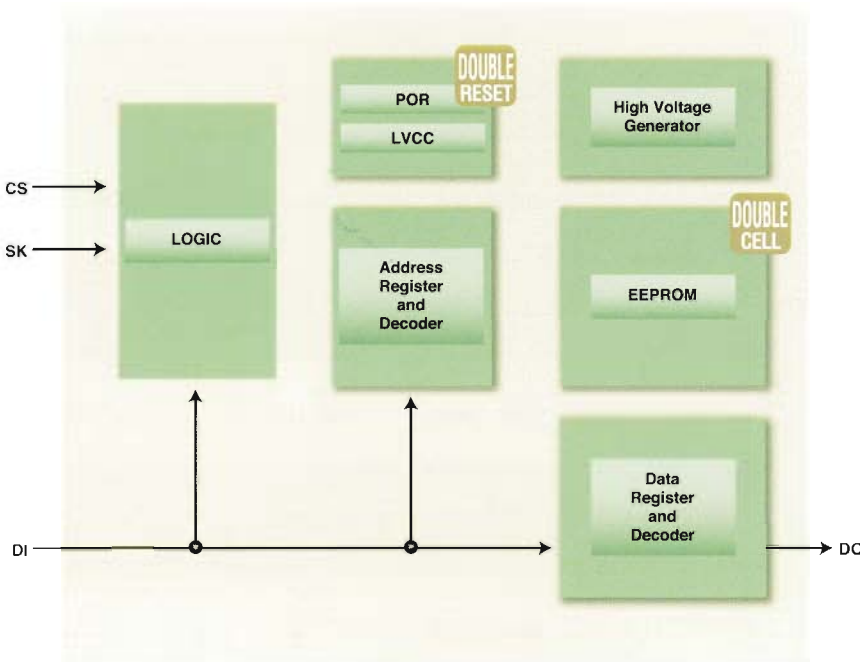 DOUBLE
RESET
POR
LVCC
High Voltage
Generator
CS
SK
LOGIC
DOUBLE
CELL
Address
Register
and
Decoder
EEPROM
Data
Register
and
Decoder
DI
DO